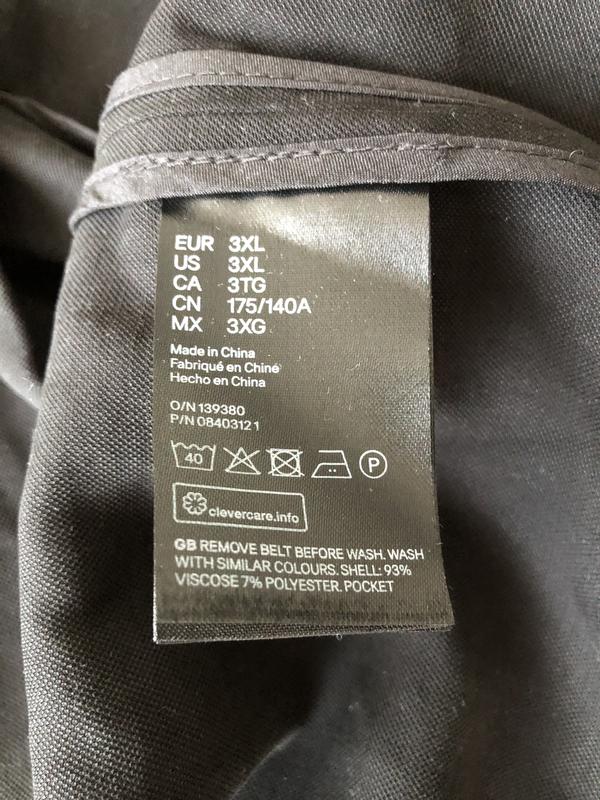 EUR 3XL
US 3XL
CA 3TG
CN 175/140A
MX 3XG
Made in China
Fabriqué en Chine
Hecho en China
O/N 139380
P/N 08403121
40 P
clevercare.info
GB REMOVE BELT BEFORE WASH. WASH
WITH SIMILAR COLOURS. SHELL: 93%
VISCOSE 7% POLYESTER. POCKET